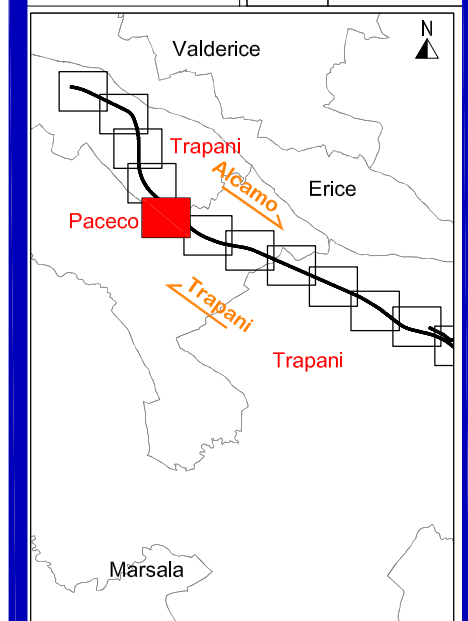 N
Valderice
Trapani
Alcamo
Erice
Paceco
Trapani
Trapani
Marsala